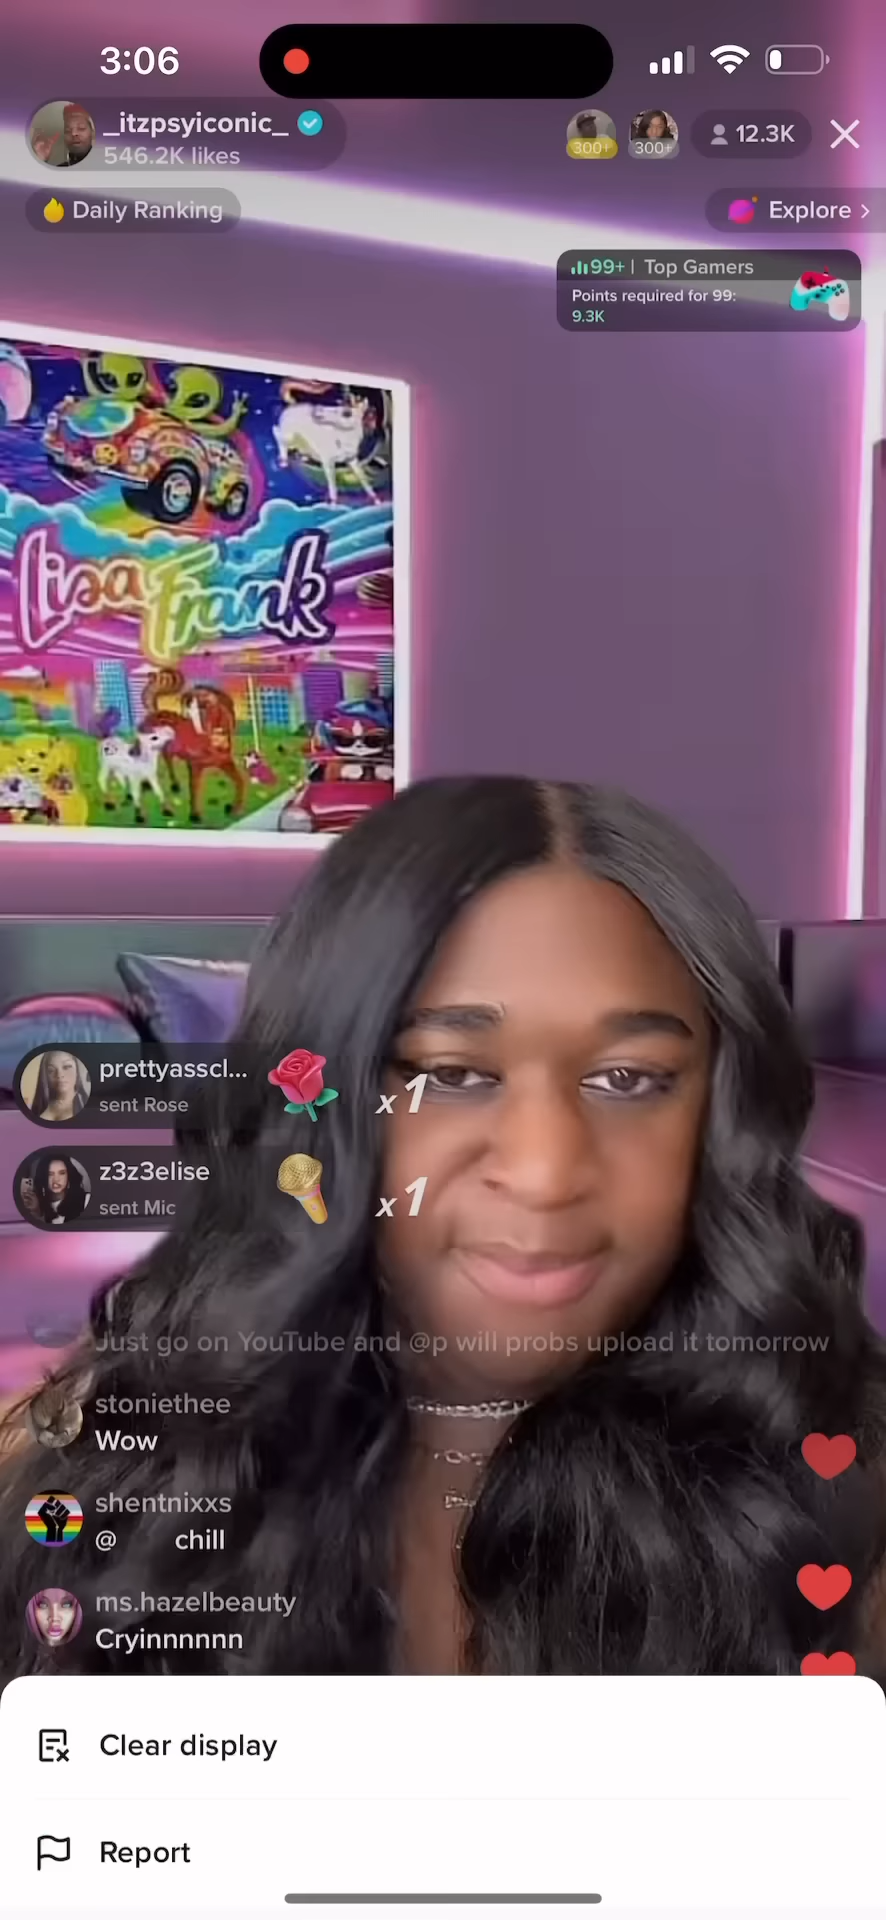 3:06
_itzpsyiconic_
546.2K likes
300+
300+
12.3K
Daily Ranking
Explore >
99+ | Top Gamers
Points required for 99:
9.3K
Lisa Frank
prettyasscl...
sent Rose
x1
z3z3elise
sent Mic
x1
Just go on YouTube and @p will probs upload it tomorrow
stoniethee
Wow
shentnixxs
@ chill
ms.hazelbeauty
Cryinnnnnn
Clear display
Report